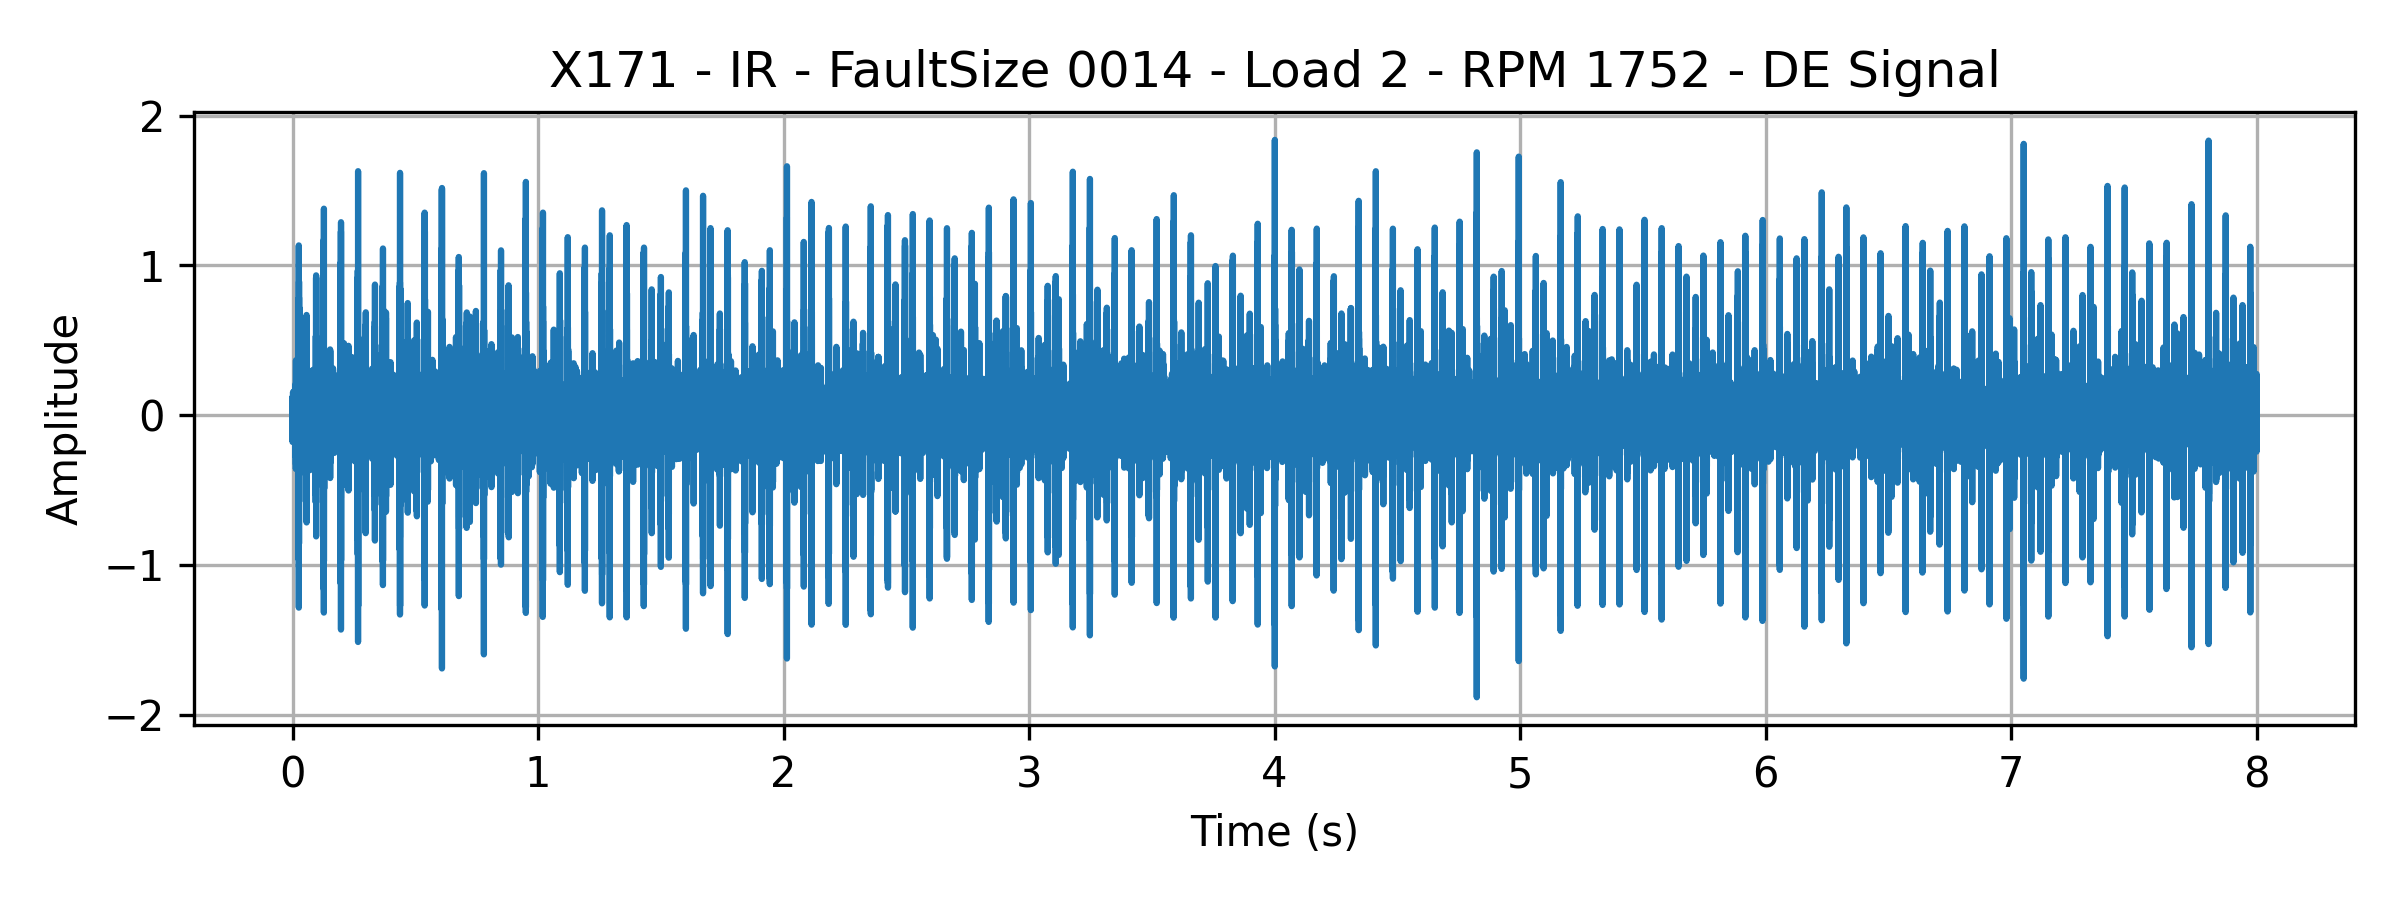 X171 - IR - FaultSize 0014 - Load 2 - RPM 1752 - DE Signal
2
1
0
−1
−2
Amplitude
0 1 2 3 4 5 6 7 8
Time (s)